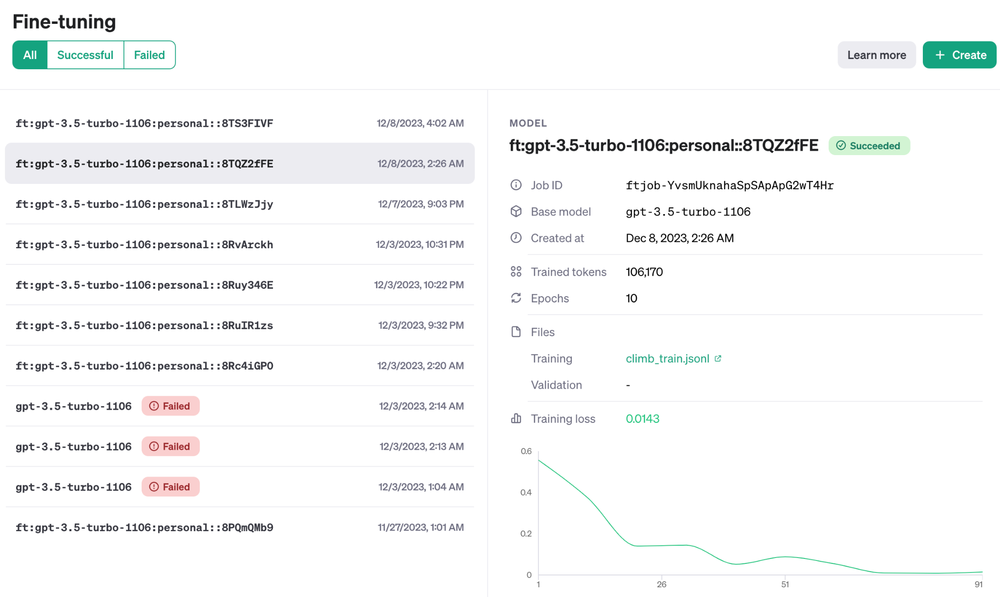 Fine-tuning
All Successful Failed
Learn more + Create
ft:gpt-3.5-turbo-1106:personal::8TS3FIVF 12/8/2023, 4:02 AM
ft:gpt-3.5-turbo-1106:personal::8TQZ2fFE 12/8/2023, 2:26 AM
ft:gpt-3.5-turbo-1106:personal::8TLWzJjy 12/7/2023, 9:03 PM
ft:gpt-3.5-turbo-1106:personal::8RvArckh 12/3/2023, 10:31 PM
ft:gpt-3.5-turbo-1106:personal::8Ruy346E 12/3/2023, 10:22 PM
ft:gpt-3.5-turbo-1106:personal::8RuIR1zs 12/3/2023, 9:32 PM
ft:gpt-3.5-turbo-1106:personal::8Rc4iGPO 12/3/2023, 2:20 AM
gpt-3.5-turbo-1106 Failed 12/3/2023, 2:14 AM
gpt-3.5-turbo-1106 Failed 12/3/2023, 2:13 AM
gpt-3.5-turbo-1106 Failed 12/3/2023, 1:04 AM
ft:gpt-3.5-turbo-1106:personal::8PQmQMb9 11/27/2023, 1:01 AM
MODEL
ft:gpt-3.5-turbo-1106:personal::8TQZ2fFE Succeeded
Job ID ftjob-YvsmUknahaSpSApApG2wT4Hr
Base model gpt-3.5-turbo-1106
Created at Dec 8, 2023, 2:26 AM
Trained tokens 106,170
Epochs 10
Files
Training climb_train.jsonl
Validation -
Training loss 0.0143
0.6
0.4
0.2
0
1 26 51 91